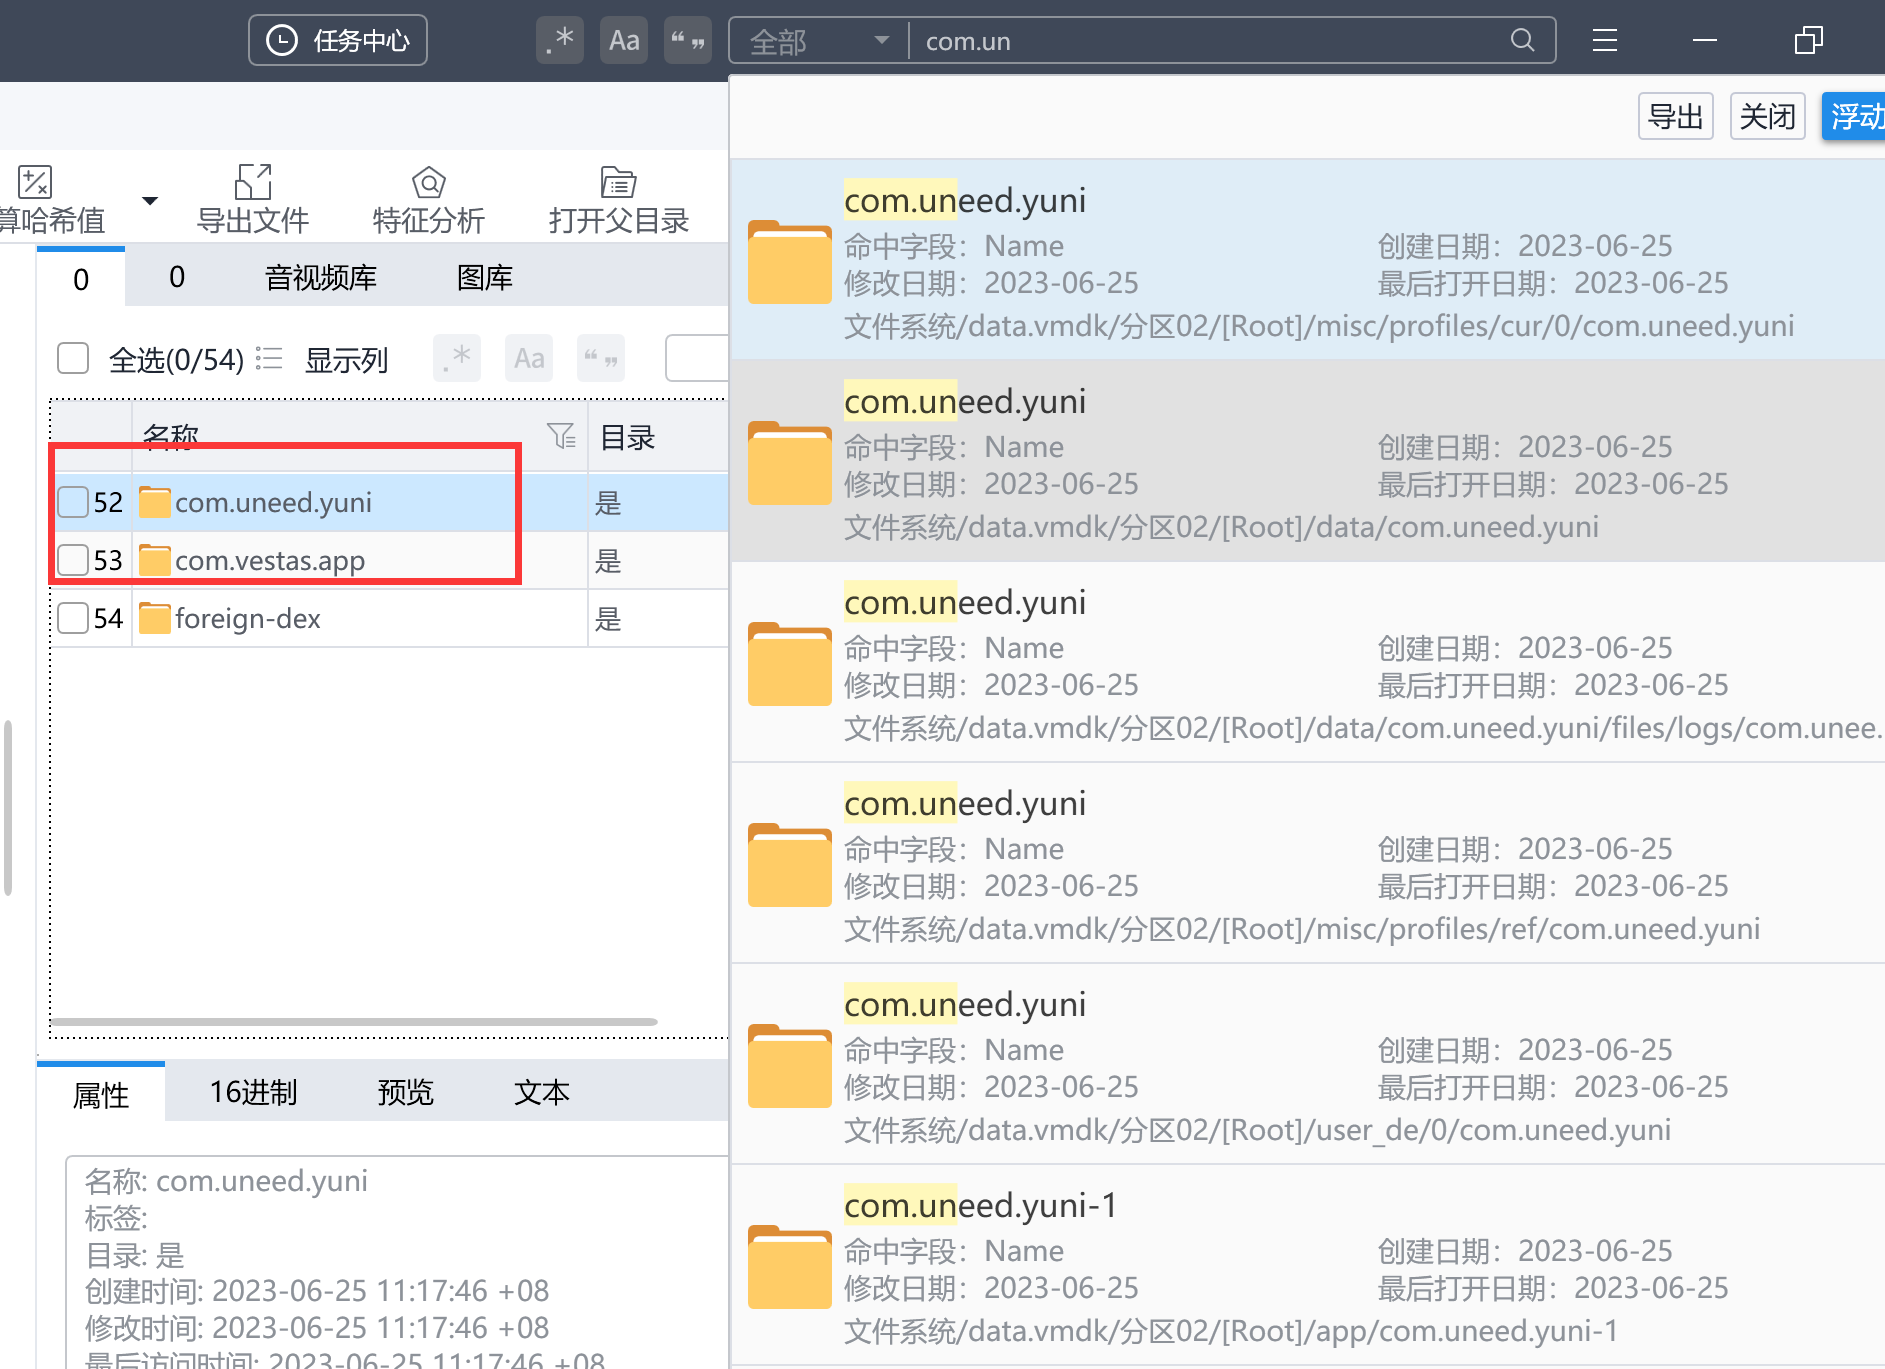 任务中心
.*
Aa
全部
com.un
导出
关闭
浮动
算哈希值
导出文件
特征分析
打开父目录
0
0
音视频库
图库
全选(0/54)
显示列
.*
Aa
名称
目录
52
com.uneed.yuni
是
53
com.vestas.app
是
54
foreign-dex
是
属性
16进制
预览
文本
名称: com.uneed.yuni
标签:
目录: 是
创建时间: 2023-06-25 11:17:46 +08
修改时间: 2023-06-25 11:17:46 +08
最后访问时间: 2023-06-25 11:17:46 +08
com.uneed.yuni
命中字段：Name
创建日期：2023-06-25
修改日期：2023-06-25
最后打开日期：2023-06-25
文件系统/data.vmdk/分区02/[Root]/misc/profiles/cur/0/com.uneed.yuni
com.uneed.yuni
命中字段：Name
创建日期：2023-06-25
修改日期：2023-06-25
最后打开日期：2023-06-25
文件系统/data.vmdk/分区02/[Root]/data/com.uneed.yuni
com.uneed.yuni
命中字段：Name
创建日期：2023-06-25
修改日期：2023-06-25
最后打开日期：2023-06-25
文件系统/data.vmdk/分区02/[Root]/data/com.uneed.yuni/files/logs/com.unee.
com.uneed.yuni
命中字段：Name
创建日期：2023-06-25
修改日期：2023-06-25
最后打开日期：2023-06-25
文件系统/data.vmdk/分区02/[Root]/misc/profiles/ref/com.uneed.yuni
com.uneed.yuni
命中字段：Name
创建日期：2023-06-25
修改日期：2023-06-25
最后打开日期：2023-06-25
文件系统/data.vmdk/分区02/[Root]/user_de/0/com.uneed.yuni
com.uneed.yuni-1
命中字段：Name
创建日期：2023-06-25
修改日期：2023-06-25
最后打开日期：2023-06-25
文件系统/data.vmdk/分区02/[Root]/app/com.uneed.yuni-1